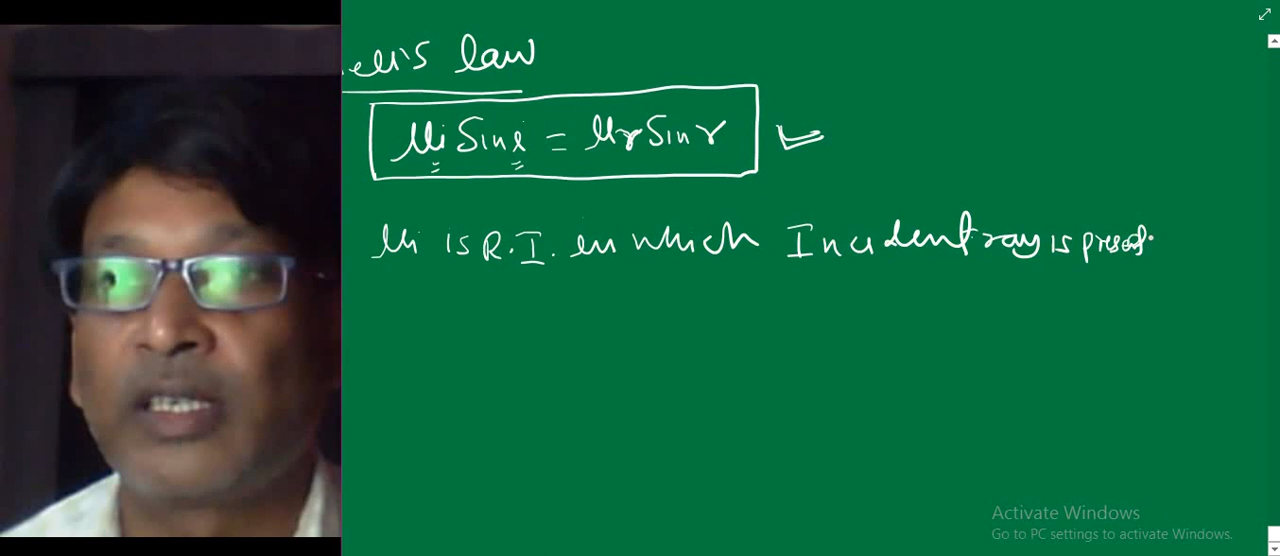 ell's law
μi Sin i = μr Sin r
μi is R.I. in which Incident ray is present.
Activate Windows
Go to PC settings to activate Windows.